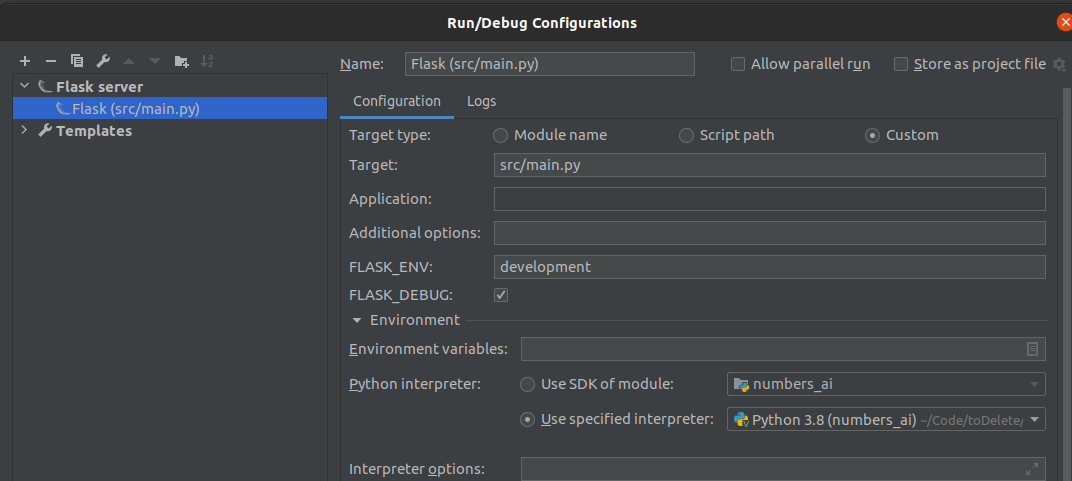 Run/Debug Configurations
Name: Flask (src/main.py) Allow parallel run Store as project file
Flask server
Flask (src/main.py)
Templates
Configuration Logs
Target type: Module name Script path Custom
Target: src/main.py
Application:
Additional options:
FLASK_ENV: development
FLASK_DEBUG:
Environment
Environment variables:
Python interpreter: Use SDK of module: numbers_ai
Use specified interpreter: Python 3.8 (numbers_ai) ~/Code/toDelete/
Interpreter options: